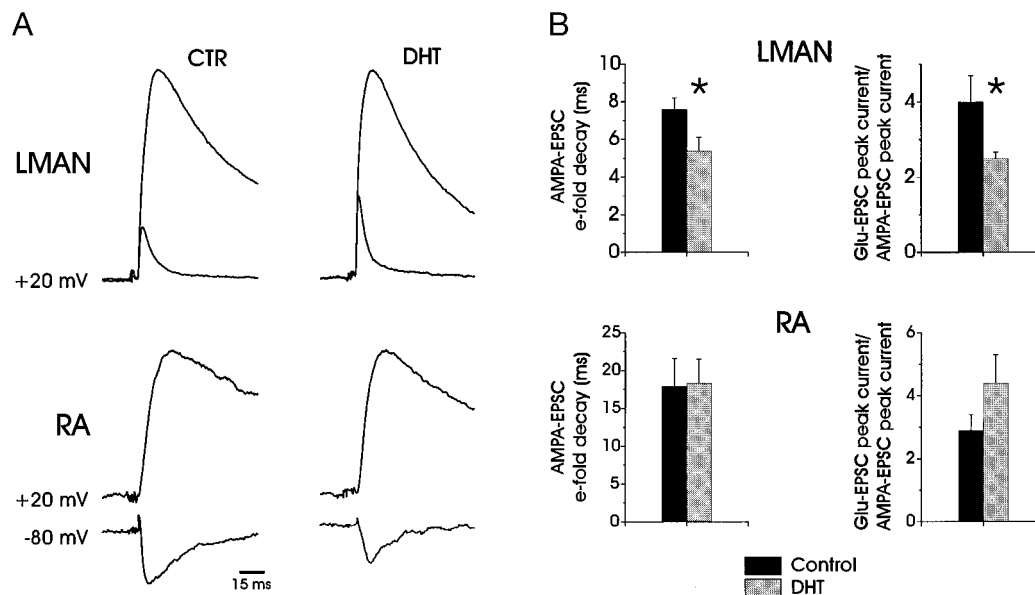 A
CTR
DHT
LMAN
+20 mV
RA
+20 mV
-80 mV
15 ms
B
LMAN
AMPA-EPSC
e-fold decay (ms)
10
8
6
4
2
0
*
Glu-EPSC peak current/
AMPA-EPSC peak current
4
2
0
*
RA
AMPA-EPSC
e-fold decay (ms)
25
20
15
10
5
0
Glu-EPSC peak current/
AMPA-EPSC peak current
6
4
2
0
Control
DHT